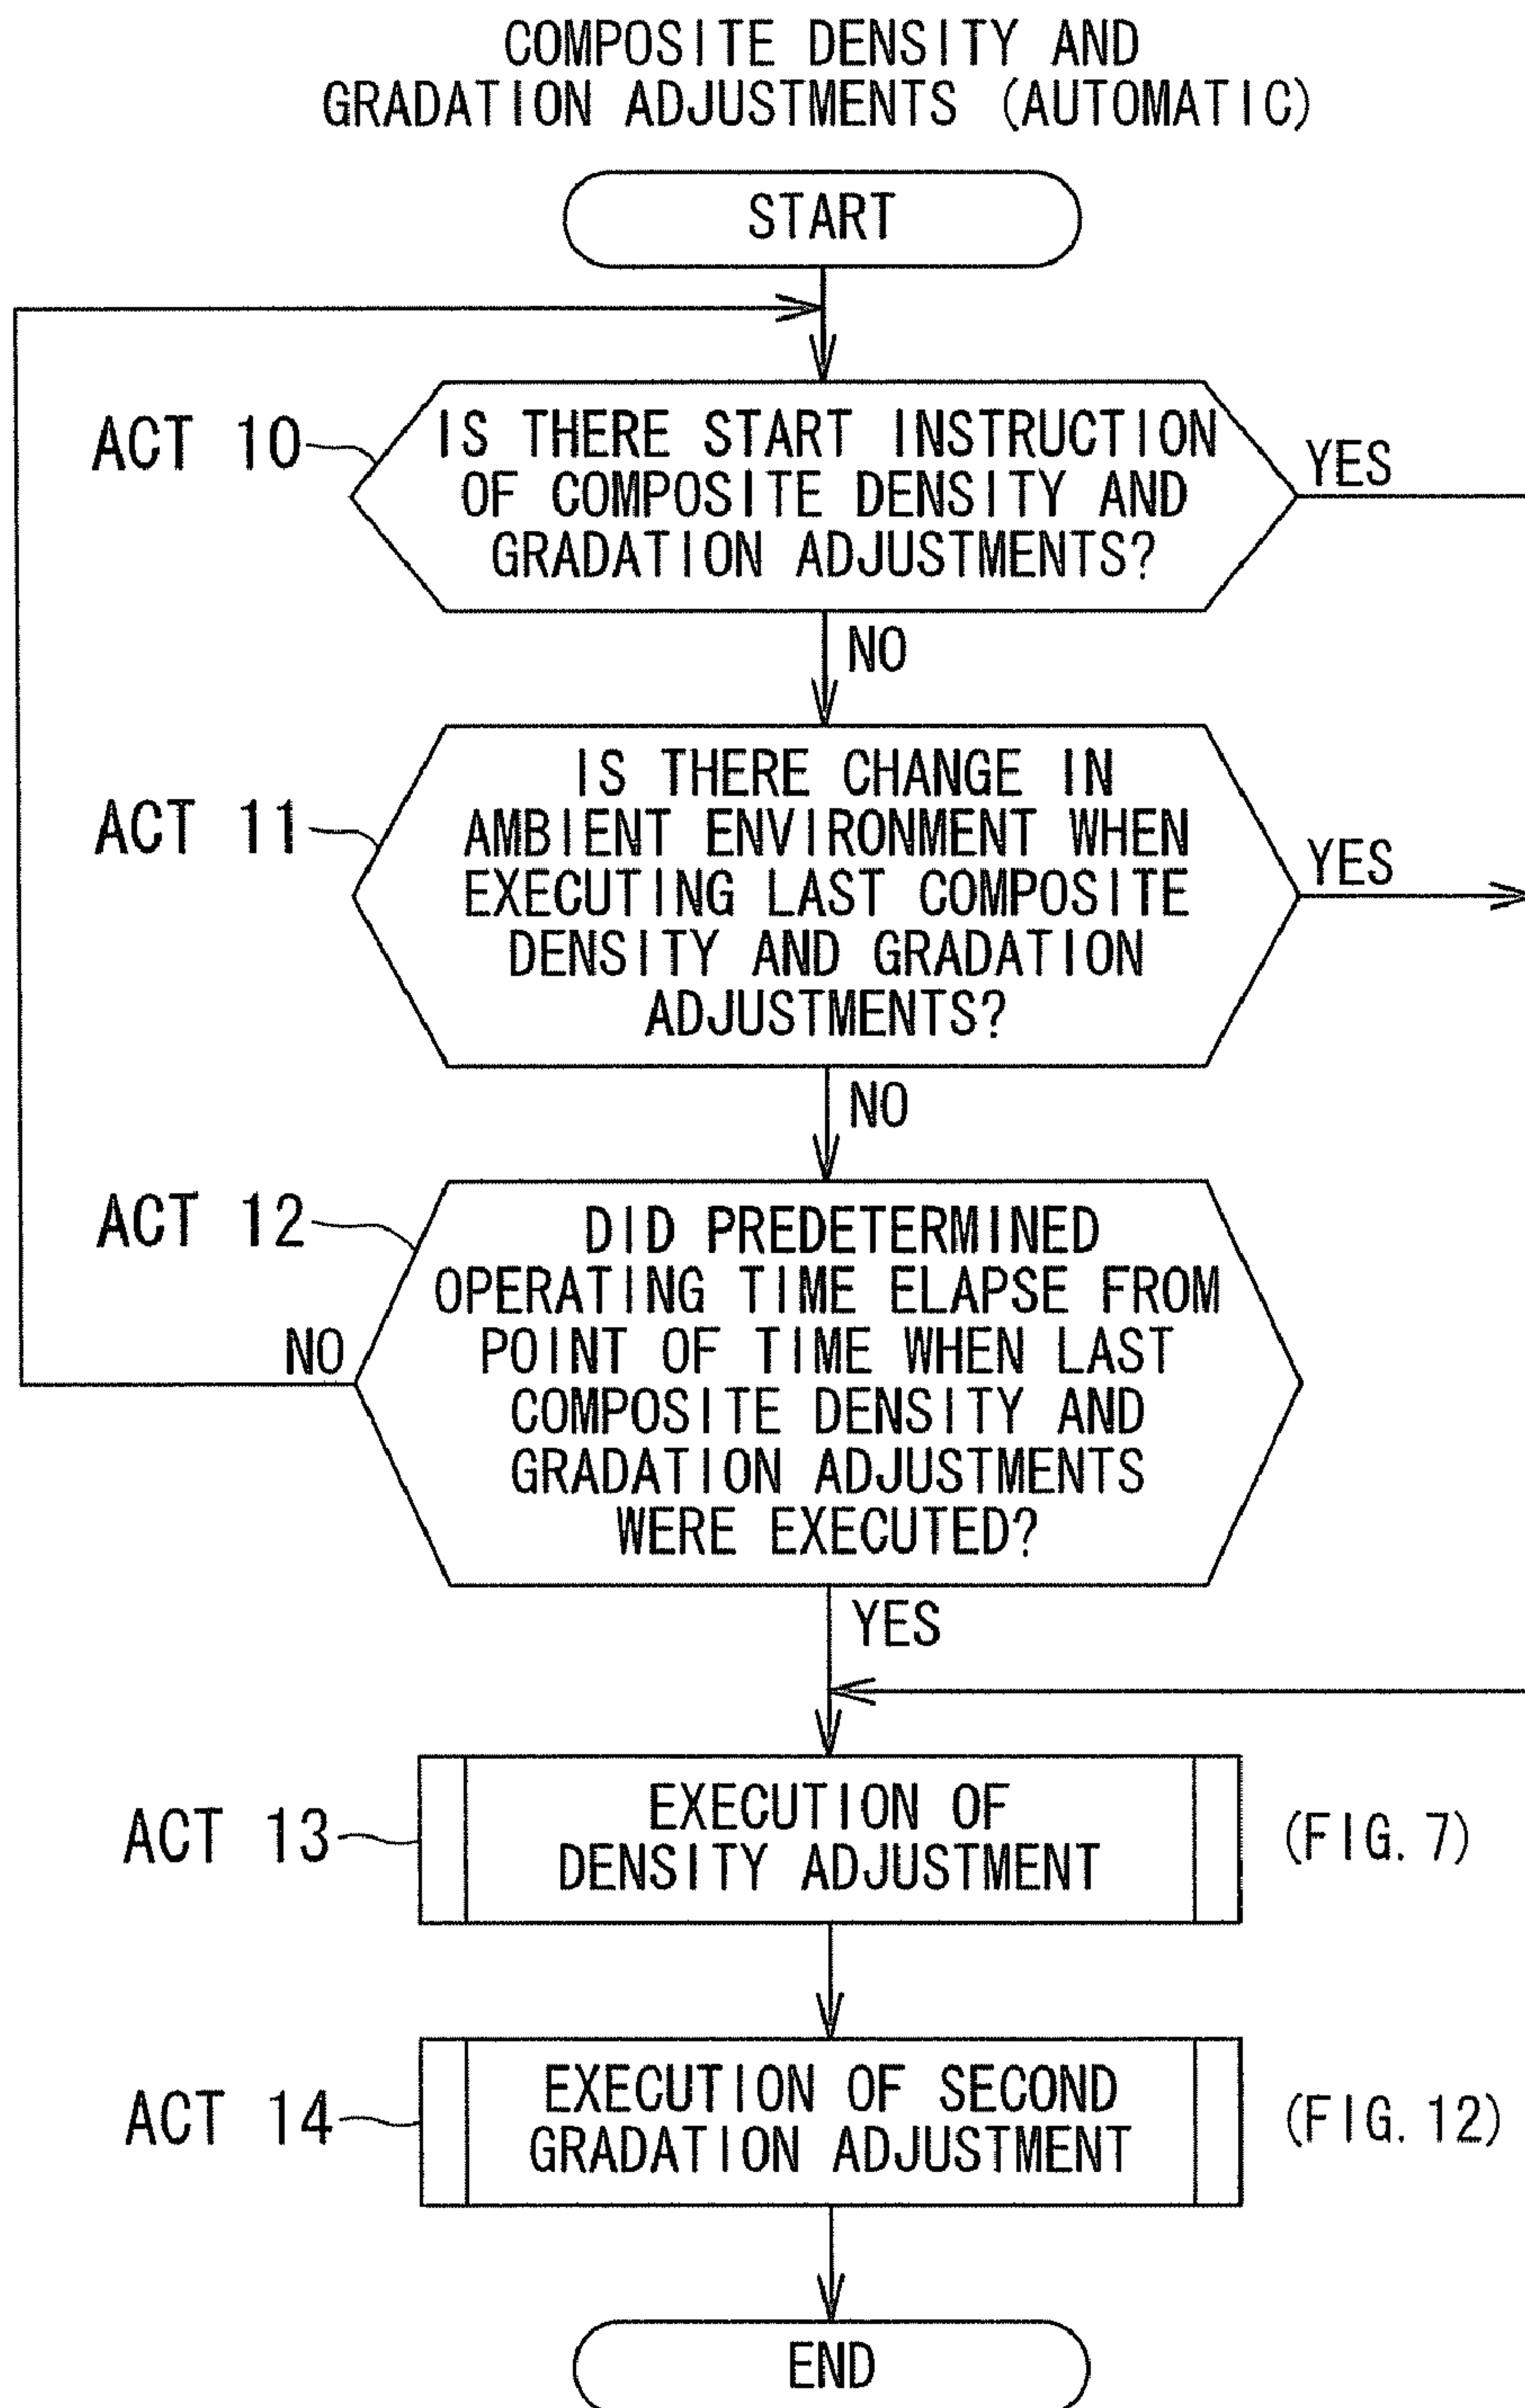 COMPOSITE DENSITY AND
GRADATION ADJUSTMENTS (AUTOMATIC)
START
ACT 10
IS THERE START INSTRUCTION
OF COMPOSITE DENSITY AND
GRADATION ADJUSTMENTS?
YES
NO
ACT 11
IS THERE CHANGE IN
AMBIENT ENVIRONMENT WHEN
EXECUTING LAST COMPOSITE
DENSITY AND GRADATION
ADJUSTMENTS?
YES
NO
ACT 12
DID PREDETERMINED
OPERATING TIME ELAPSE FROM
POINT OF TIME WHEN LAST
COMPOSITE DENSITY AND
GRADATION ADJUSTMENTS
WERE EXECUTED?
NO
YES
ACT 13
EXECUTION OF
DENSITY ADJUSTMENT
(FIG. 7)
ACT 14
EXECUTION OF SECOND
GRADATION ADJUSTMENT
(FIG. 12)
END